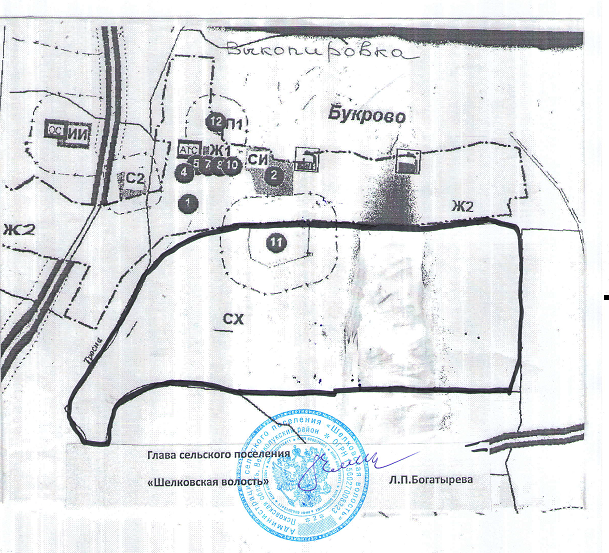 Выкопировка
Букрово
12 П1
ОС ИИ
АТС Ж1
СИ
4 5 7 8 10
2
С2
1
Ж2
Ж2
11
СХ
Тросна
Глава сельского поселения
«Шелковская волость»
Л.П.Богатырева